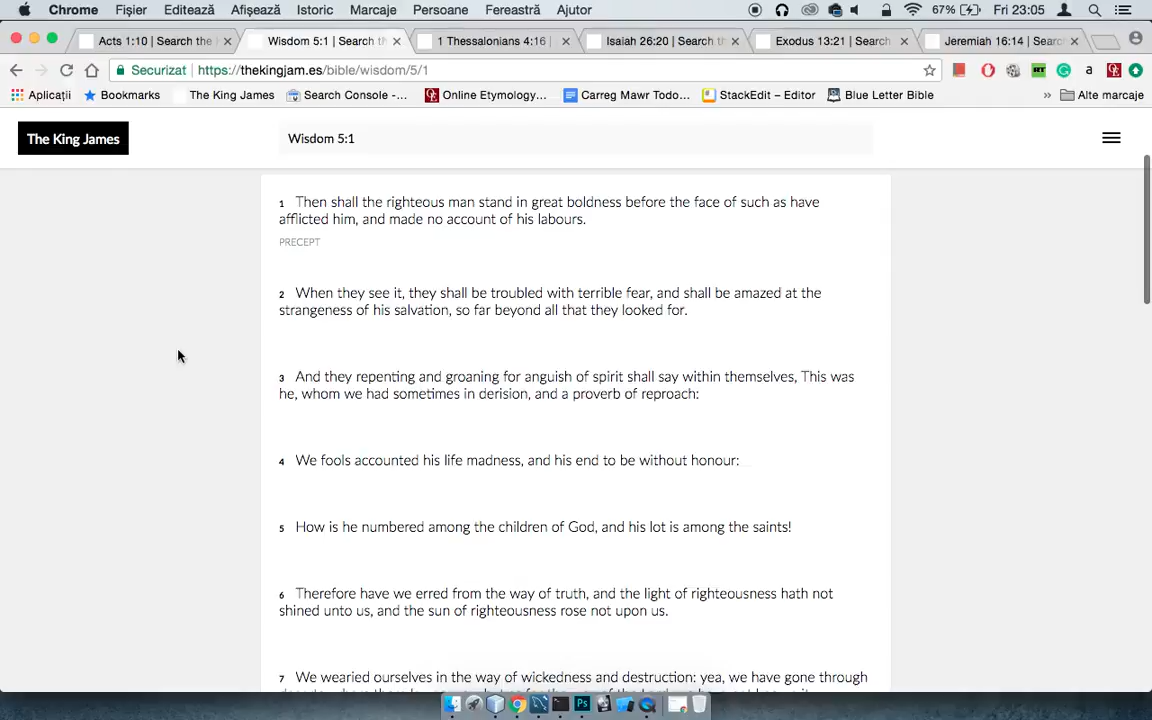 Chrome Fișier Editează Afișează Istoric Marcaje Persoane Fereastră Ajutor 67% Fri 23:05
Acts 1:10 | Search the Wisdom 5:1 | Search th 1 Thessalonians 4:16 | Isaiah 26:20 | Search th Exodus 13:21 | Search Jeremiah 16:14 | Search
Securizat https://thekingjam.es/bible/wisdom/5/1
Aplicații Bookmarks The King James Search Console -... Online Etymology... Carreg Mawr Todo... StackEdit – Editor Blue Letter Bible » Alte marcaje
The King James Wisdom 5:1
1 Then shall the righteous man stand in great boldness before the face of such as have
afflicted him, and made no account of his labours.
PRECEPT
2 When they see it, they shall be troubled with terrible fear, and shall be amazed at the
strangeness of his salvation, so far beyond all that they looked for.
3 And they repenting and groaning for anguish of spirit shall say within themselves, This was
he, whom we had sometimes in derision, and a proverb of reproach:
4 We fools accounted his life madness, and his end to be without honour:
5 How is he numbered among the children of God, and his lot is among the saints!
6 Therefore have we erred from the way of truth, and the light of righteousness hath not
shined unto us, and the sun of righteousness rose not upon us.
7 We wearied ourselves in the way of wickedness and destruction: yea, we have gone through